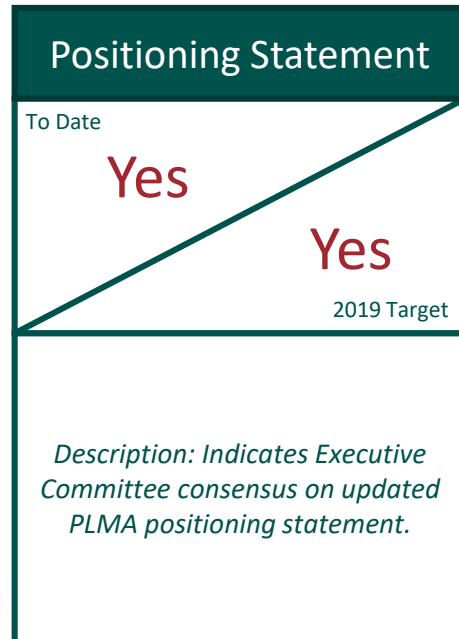 Positioning Statement
To Date
Yes
Yes
2019 Target
Description: Indicates Executive
Committee consensus on updated
PLMA positioning statement.